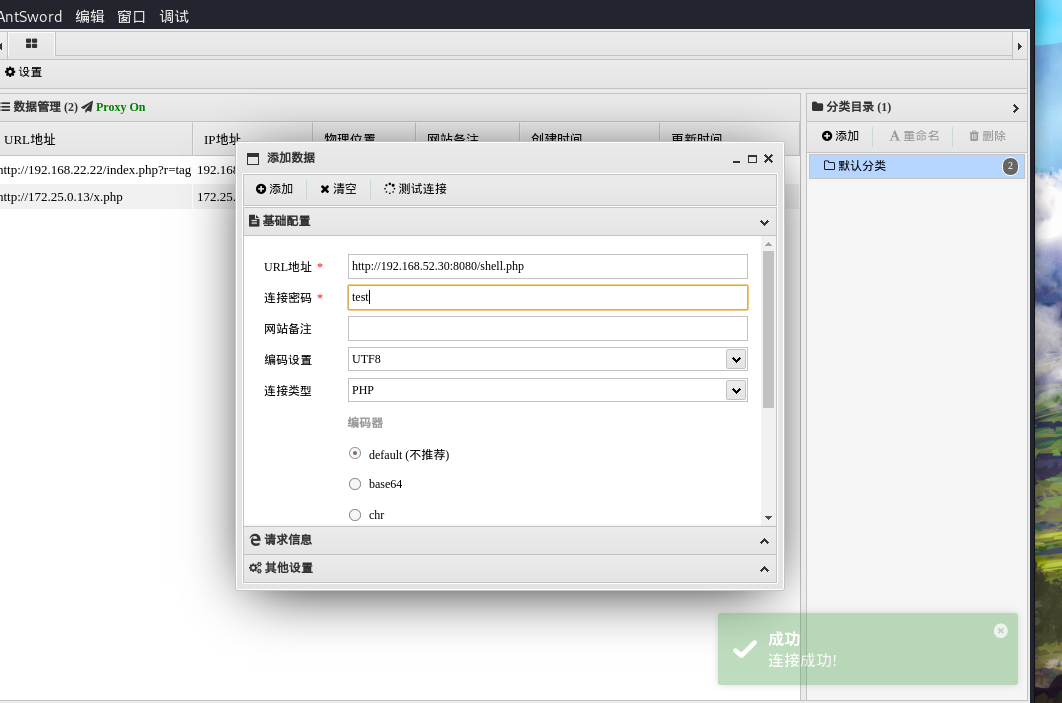 AntSword 编辑 窗口 调试
设置
数据管理 (2) Proxy On
URL地址 IP地址 物理位置 网站备注 创建时间 更新时间
http://192.168.22.22/index.php?r=tag 192.168
http://172.25.0.13/x.php 172.25.
分类目录 (1)
添加 重命名 删除
默认分类 2
添加数据
添加 清空 测试连接
基础配置
URL地址 * http://192.168.52.30:8080/shell.php
连接密码 * test
网站备注
编码设置 UTF8
连接类型 PHP
编码器
default (不推荐)
base64
chr
请求信息
其他设置
成功
连接成功!